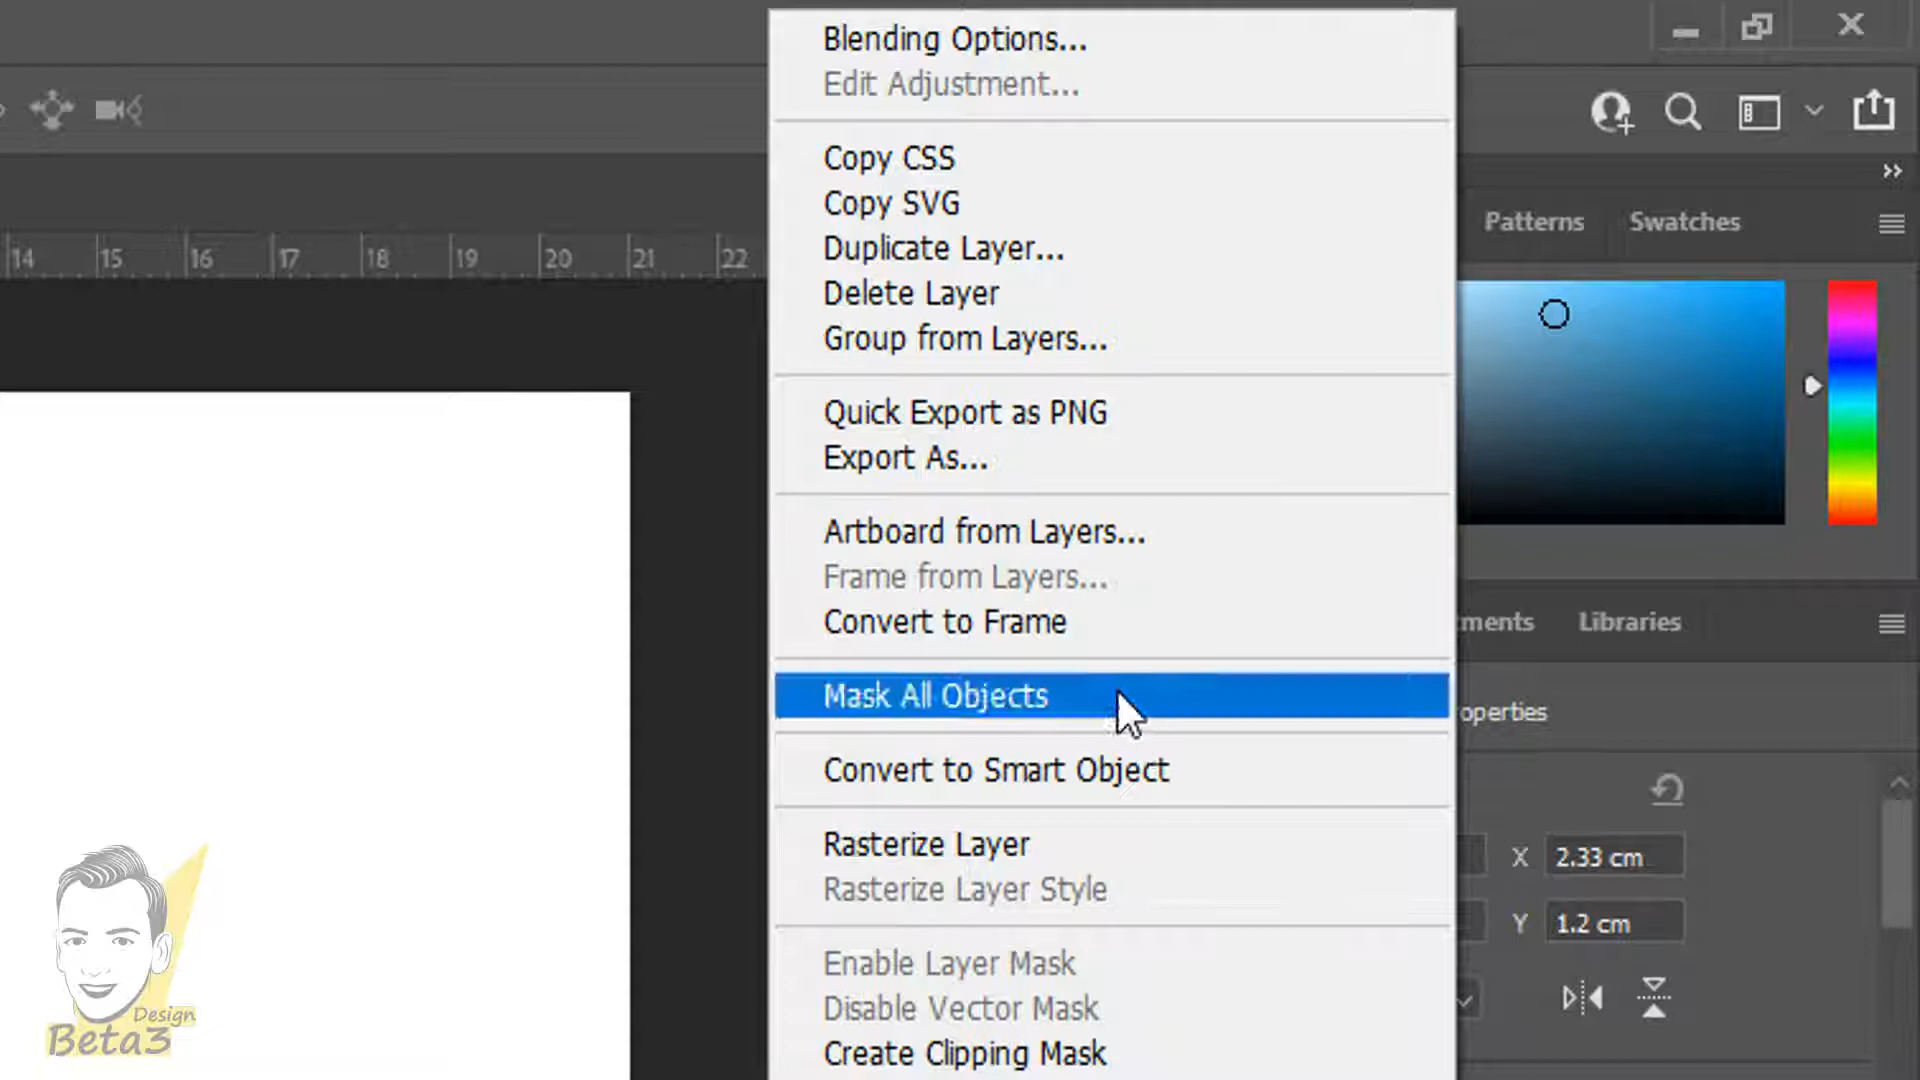 Blending Options...
Edit Adjustment...
Copy CSS
Copy SVG
Duplicate Layer...
Delete Layer
Group from Layers...
Quick Export as PNG
Export As...
Artboard from Layers...
Frame from Layers...
Convert to Frame
Mask All Objects
Convert to Smart Object
Rasterize Layer
Rasterize Layer Style
Enable Layer Mask
Disable Vector Mask
Create Clipping Mask
14 15 16 17 18 19 20 21 22
Patterns Swatches
ments Libraries
operties
X 2.33 cm
Y 1.2 cm
Design
Beta3